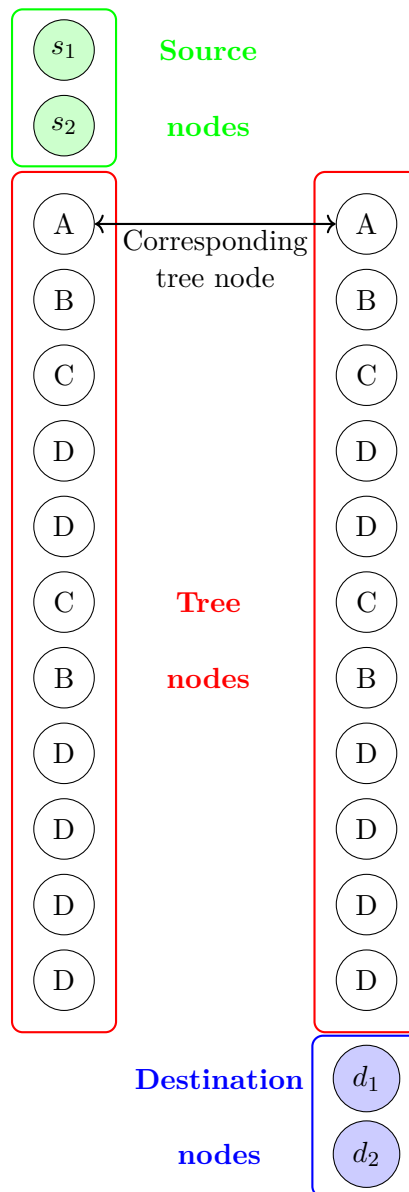 s1 Source
s2 nodes
A A
Corresponding
tree node
B B
C C
D D
D D
C Tree C
B nodes B
D D
D D
D D
D D
Destination d1
nodes d2